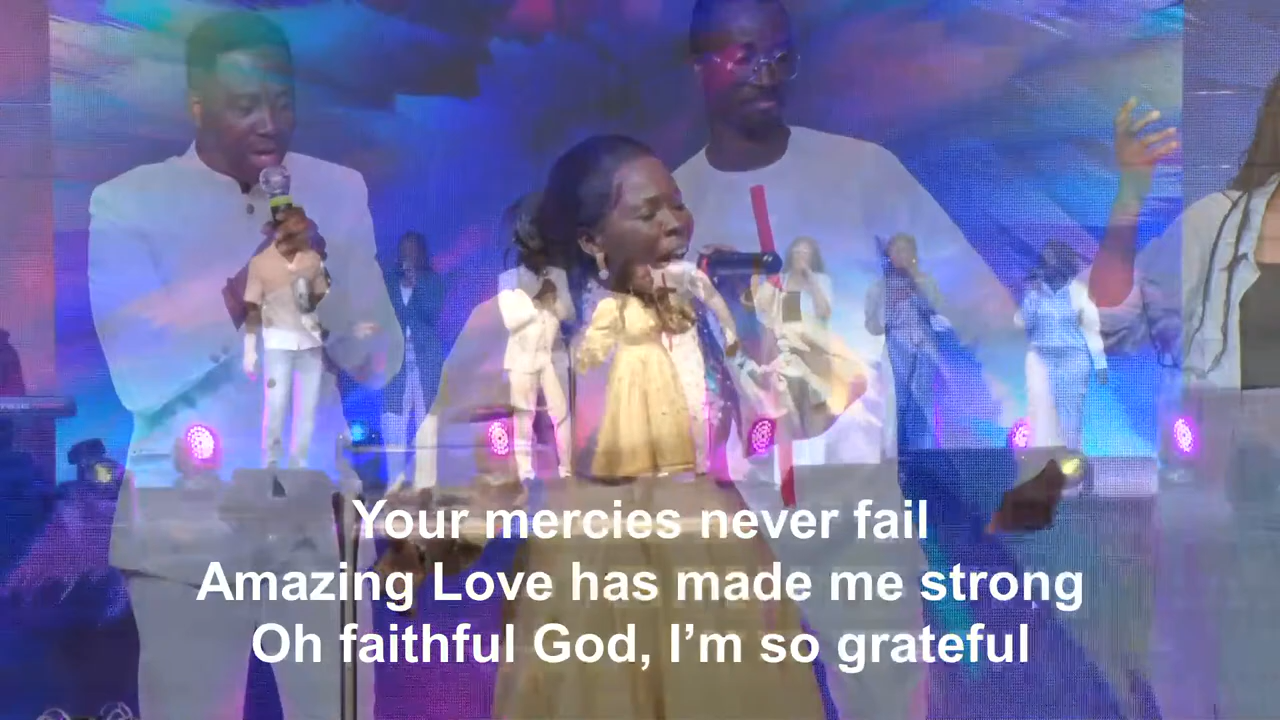 Your mercies never fail
Amazing Love has made me strong
Oh faithful God, I’m so grateful